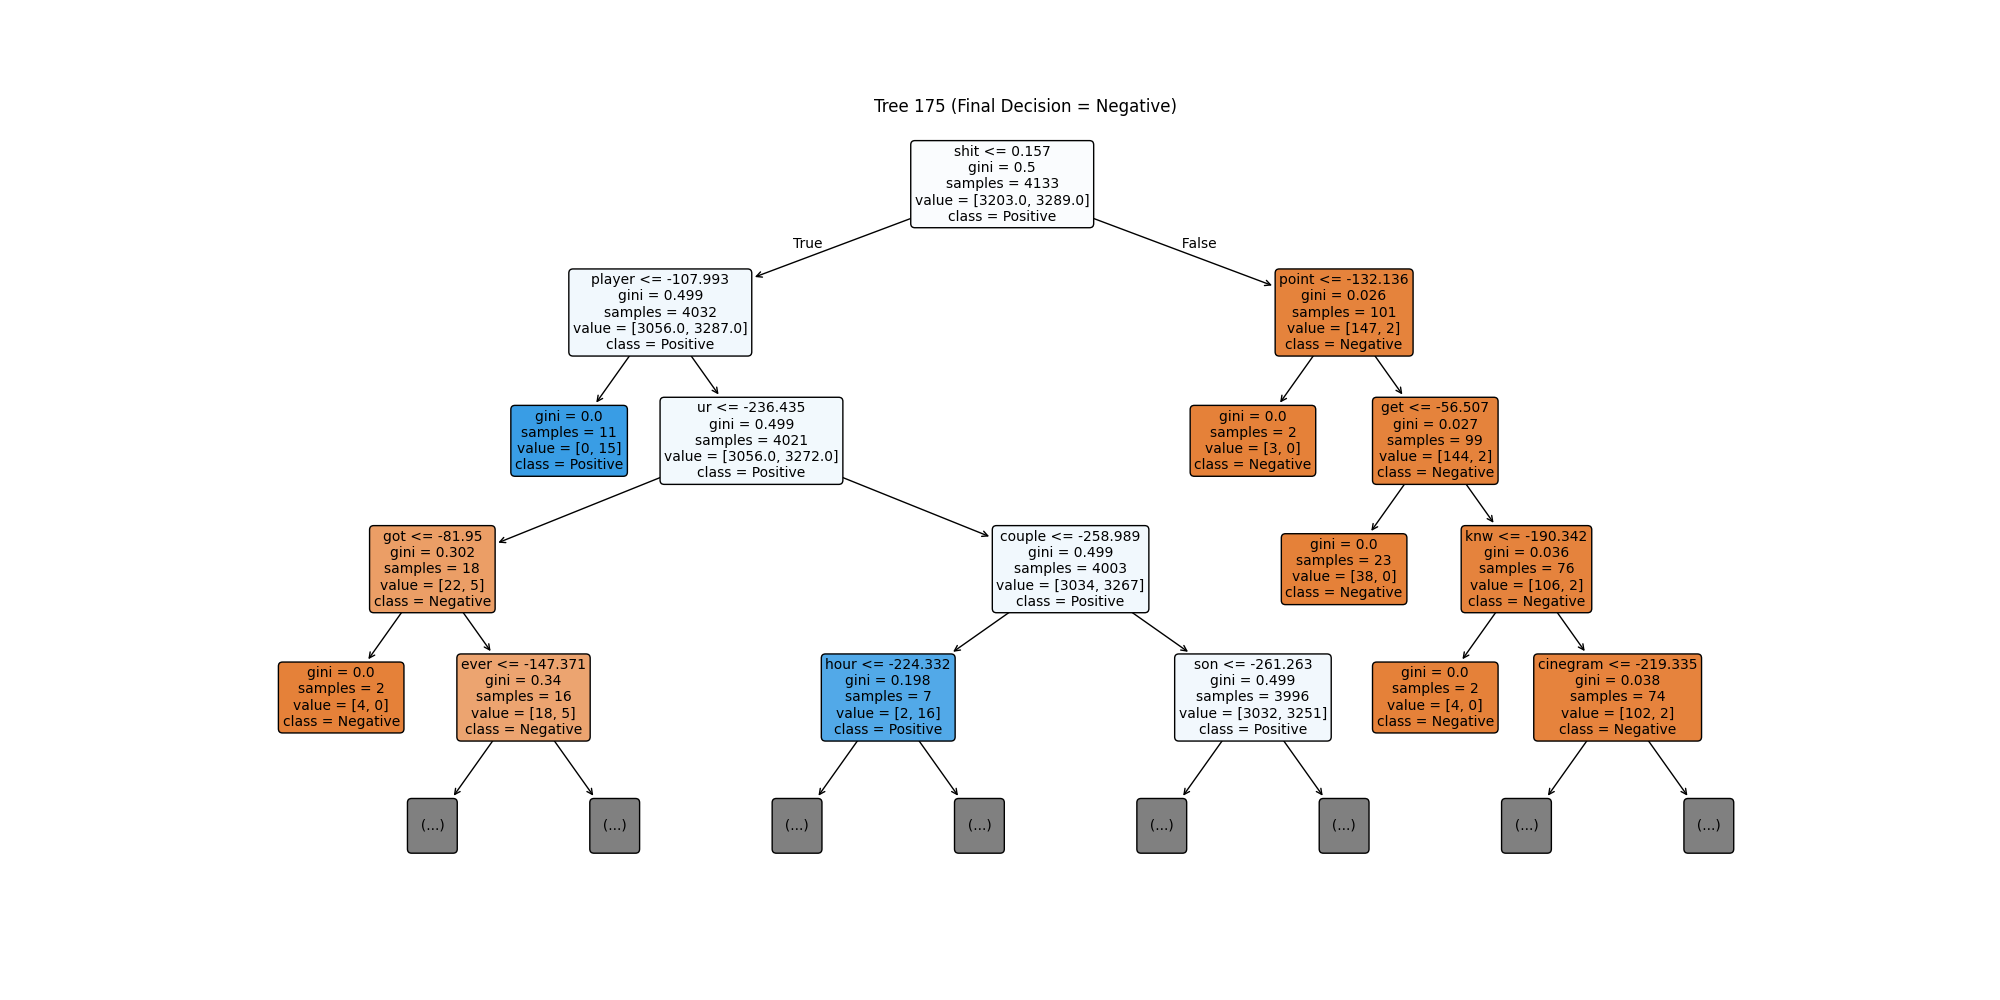 Tree 175 (Final Decision = Negative)
shit <= 0.157
gini = 0.5
samples = 4133
value = [3203.0, 3289.0]
class = Positive
True
False
player <= -107.993
gini = 0.499
samples = 4032
value = [3056.0, 3287.0]
class = Positive
point <= -132.136
gini = 0.026
samples = 101
value = [147, 2]
class = Negative
gini = 0.0
samples = 11
value = [0, 15]
class = Positive
ur <= -236.435
gini = 0.499
samples = 4021
value = [3056.0, 3272.0]
class = Positive
gini = 0.0
samples = 2
value = [3, 0]
class = Negative
get <= -56.507
gini = 0.027
samples = 99
value = [144, 2]
class = Negative
got <= -81.95
gini = 0.302
samples = 18
value = [22, 5]
class = Negative
couple <= -258.989
gini = 0.499
samples = 4003
value = [3034, 3267]
class = Positive
gini = 0.0
samples = 23
value = [38, 0]
class = Negative
knw <= -190.342
gini = 0.036
samples = 76
value = [106, 2]
class = Negative
gini = 0.0
samples = 2
value = [4, 0]
class = Negative
ever <= -147.371
gini = 0.34
samples = 16
value = [18, 5]
class = Negative
hour <= -224.332
gini = 0.198
samples = 7
value = [2, 16]
class = Positive
son <= -261.263
gini = 0.499
samples = 3996
value = [3032, 3251]
class = Positive
gini = 0.0
samples = 2
value = [4, 0]
class = Negative
cinegram <= -219.335
gini = 0.038
samples = 74
value = [102, 2]
class = Negative
(...)
(...)
(...)
(...)
(...)
(...)
(...)
(...)